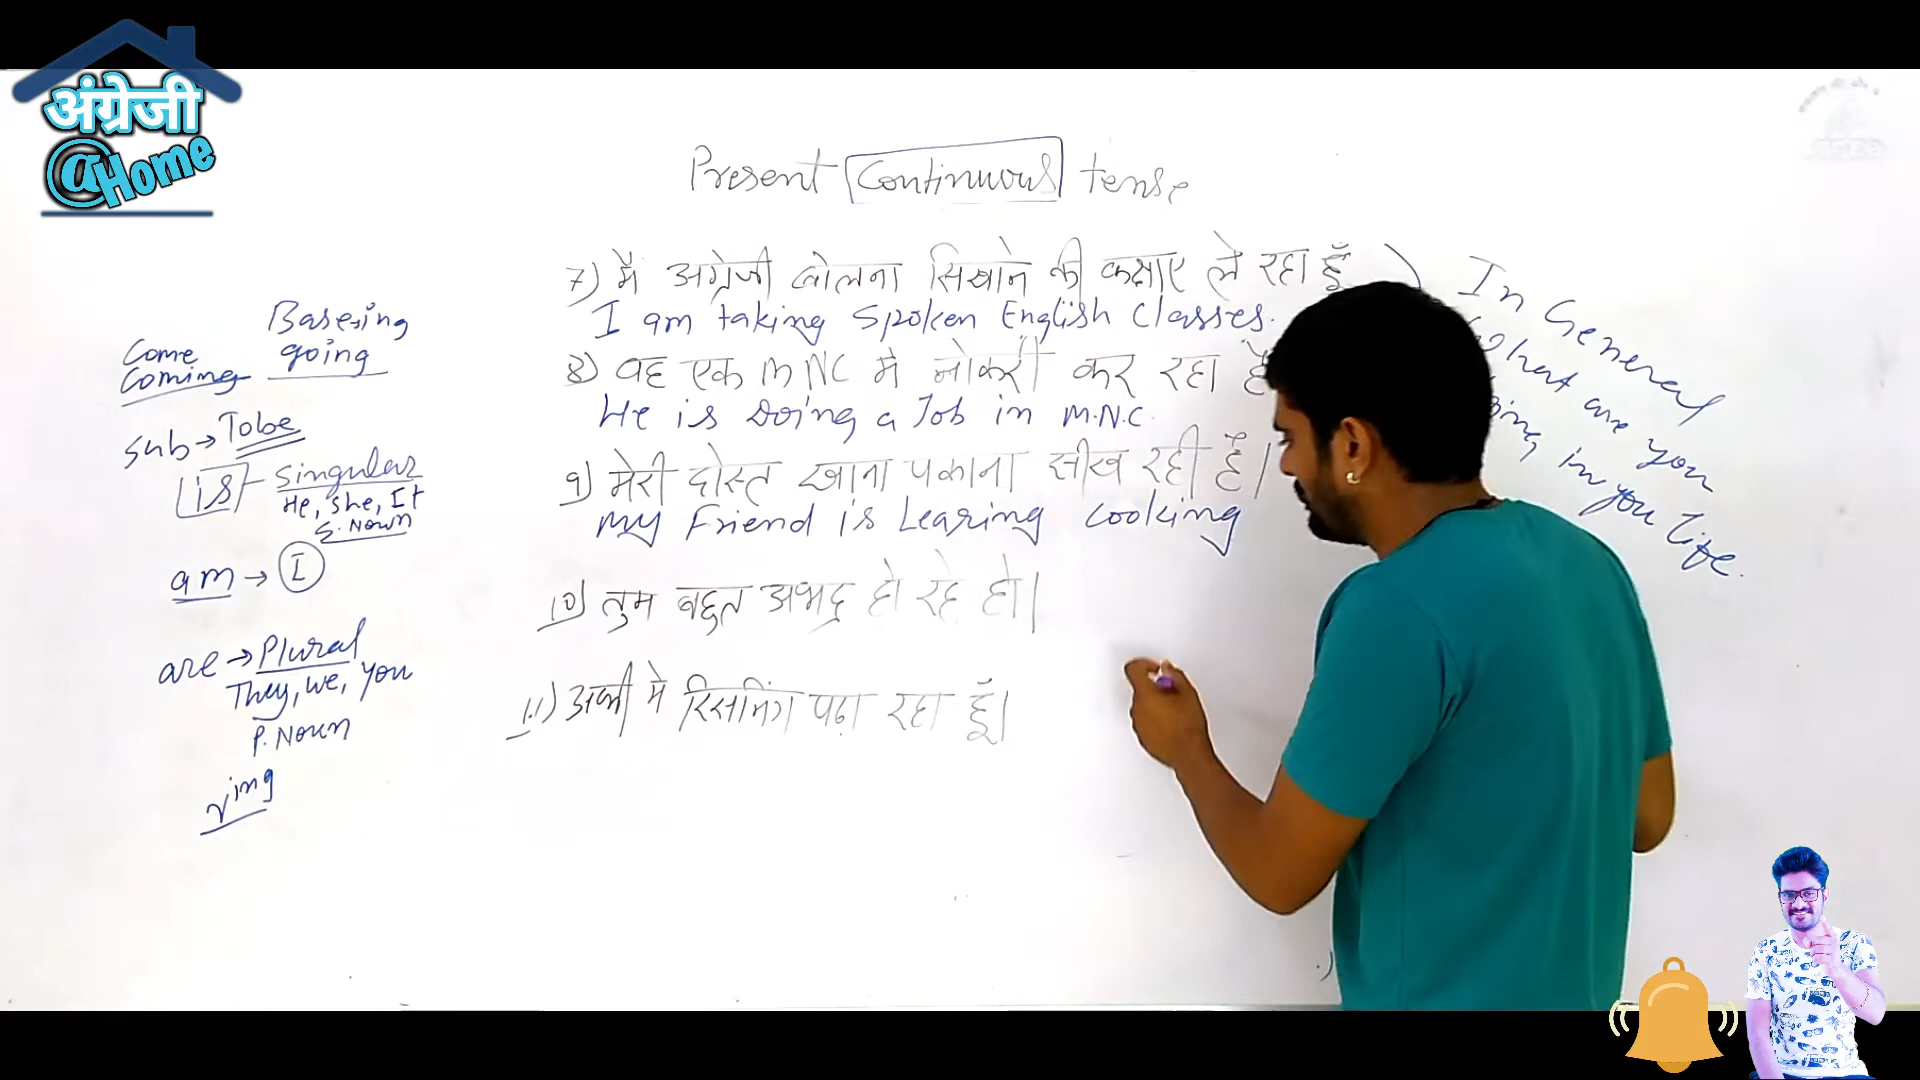 अंग्रेजी
@Home
Present Continuous tense
7) मैं अग्रेजी बोलना सिखाने की कक्षाए ले रहा हूँ
I am taking Spoken English Classes.
8) वह एक MNC मे नोकरी कर रहा है
He is Doing a Job in M.N.C.
9) मेरी दोस्त खाना पकाना सीख रही है।
my Friend is Learing Cooking
10) तुम बहुत अभद्र हो रहे हो।
11) अभी मे रिसनिंग पढ़ा रहा हूँ।
Base+ing
Come going
Coming
Sub → Tobe
is - Singular
He, She, It
S. Noun
am → I
are → Plural
They, we, you
P. Noun
v ing
In General
what are you
in you life.